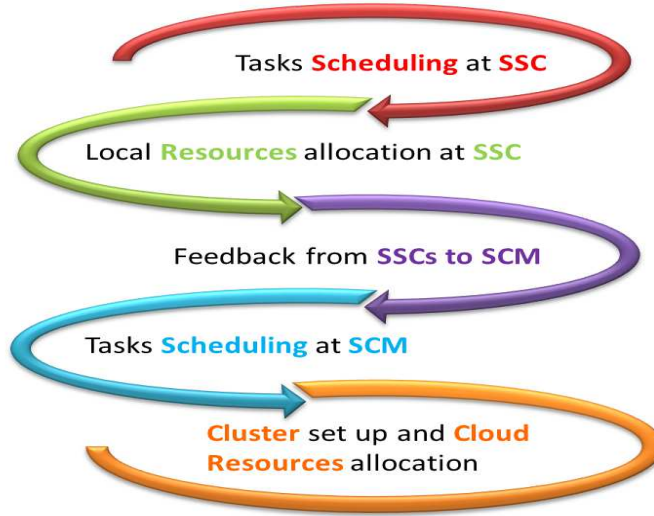 Tasks Scheduling at SSC
Local Resources allocation at SSC
Feedback from SSCs to SCM
Tasks Scheduling at SCM
Cluster set up and Cloud
Resources allocation